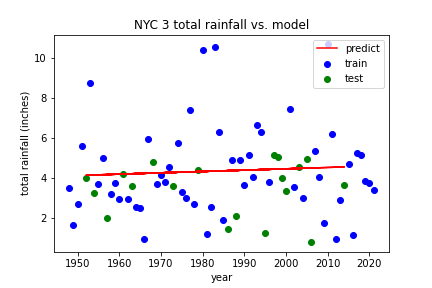 NYC 3 total rainfall vs. model
predict
train
test
total rainfall (inches)
10
8
6
4
2
1950 1960 1970 1980 1990 2000 2010 2020
year